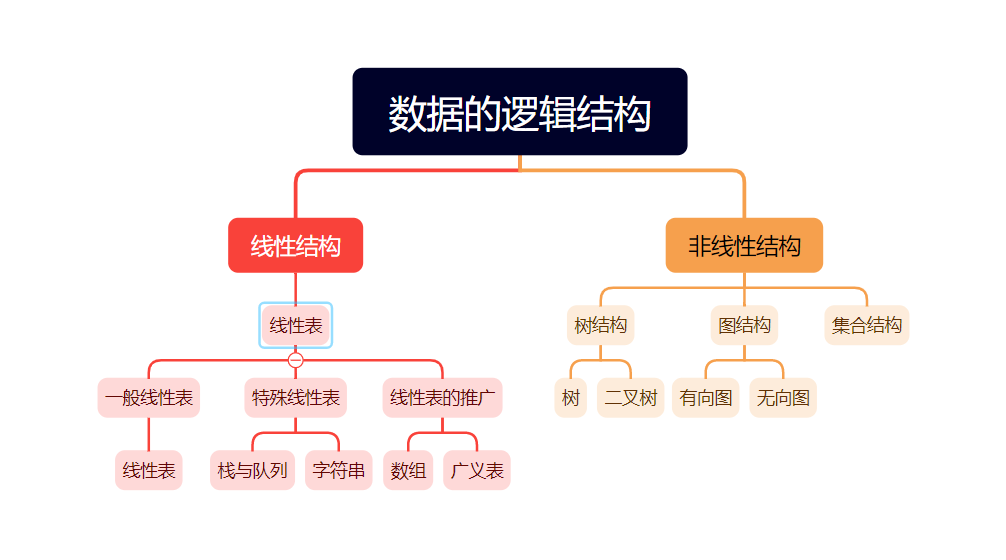 数据的逻辑结构
线性结构
非线性结构
线性表
树结构
图结构
集合结构
一般线性表
特殊线性表
线性表的推广
树
二叉树
有向图
无向图
线性表
栈与队列
字符串
数组
广义表